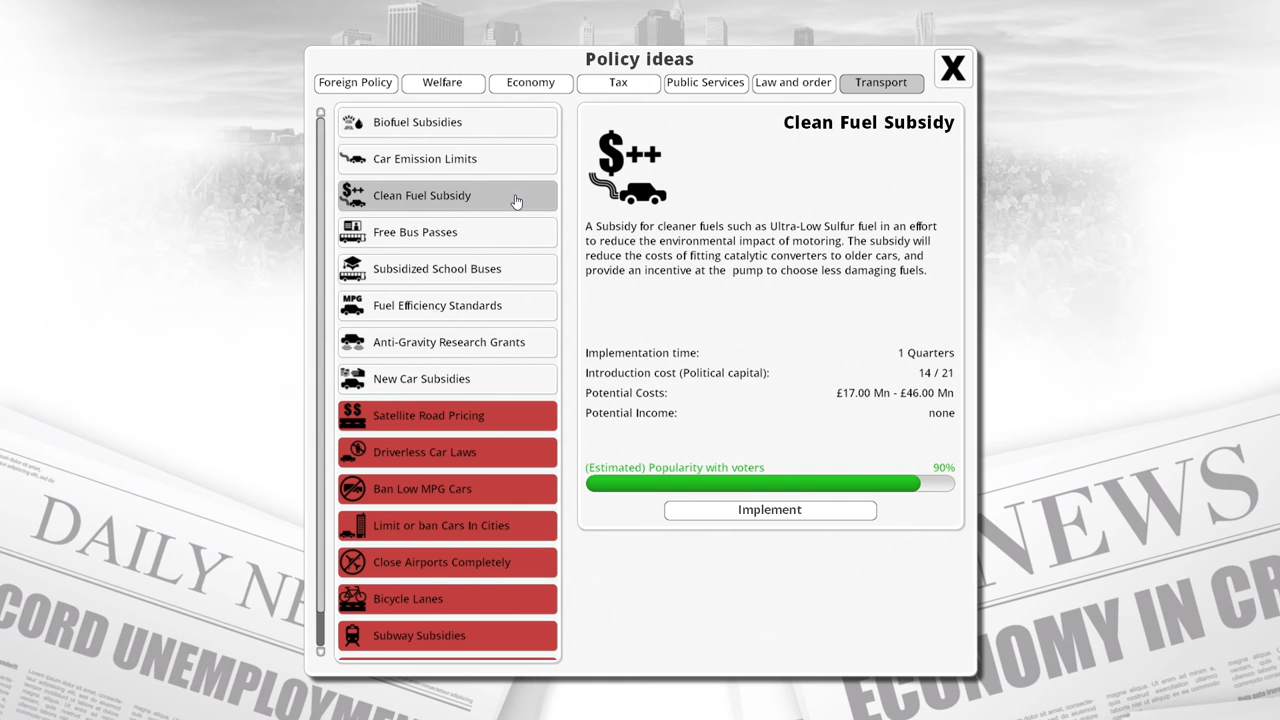 Policy ideas
X
Foreign Policy
Welfare
Economy
Tax
Public Services
Law and order
Transport
Biofuel Subsidies
Car Emission Limits
Clean Fuel Subsidy
Free Bus Passes
Subsidized School Buses
MPG
Fuel Efficiency Standards
Anti-Gravity Research Grants
New Car Subsidies
$$
Satellite Road Pricing
Driverless Car Laws
Ban Low MPG Cars
Limit or ban Cars In Cities
Close Airports Completely
Bicycle Lanes
Subway Subsidies
Clean Fuel Subsidy
$++
A Subsidy for cleaner fuels such as Ultra-Low Sulfur fuel in an effort
to reduce the environmental impact of motoring. The subsidy will
reduce the costs of fitting catalytic converters to older cars, and
provide an incentive at the pump to choose less damaging fuels.
Implementation time: 1 Quarters
Introduction cost (Political capital): 14 / 21
Potential Costs: £17.00 Mn - £46.00 Mn
Potential Income: none
(Estimated) Popularity with voters 90%
Implement
DAILY NE
CORD UNEMPLOYM
NEWS
ECONOMY IN CR